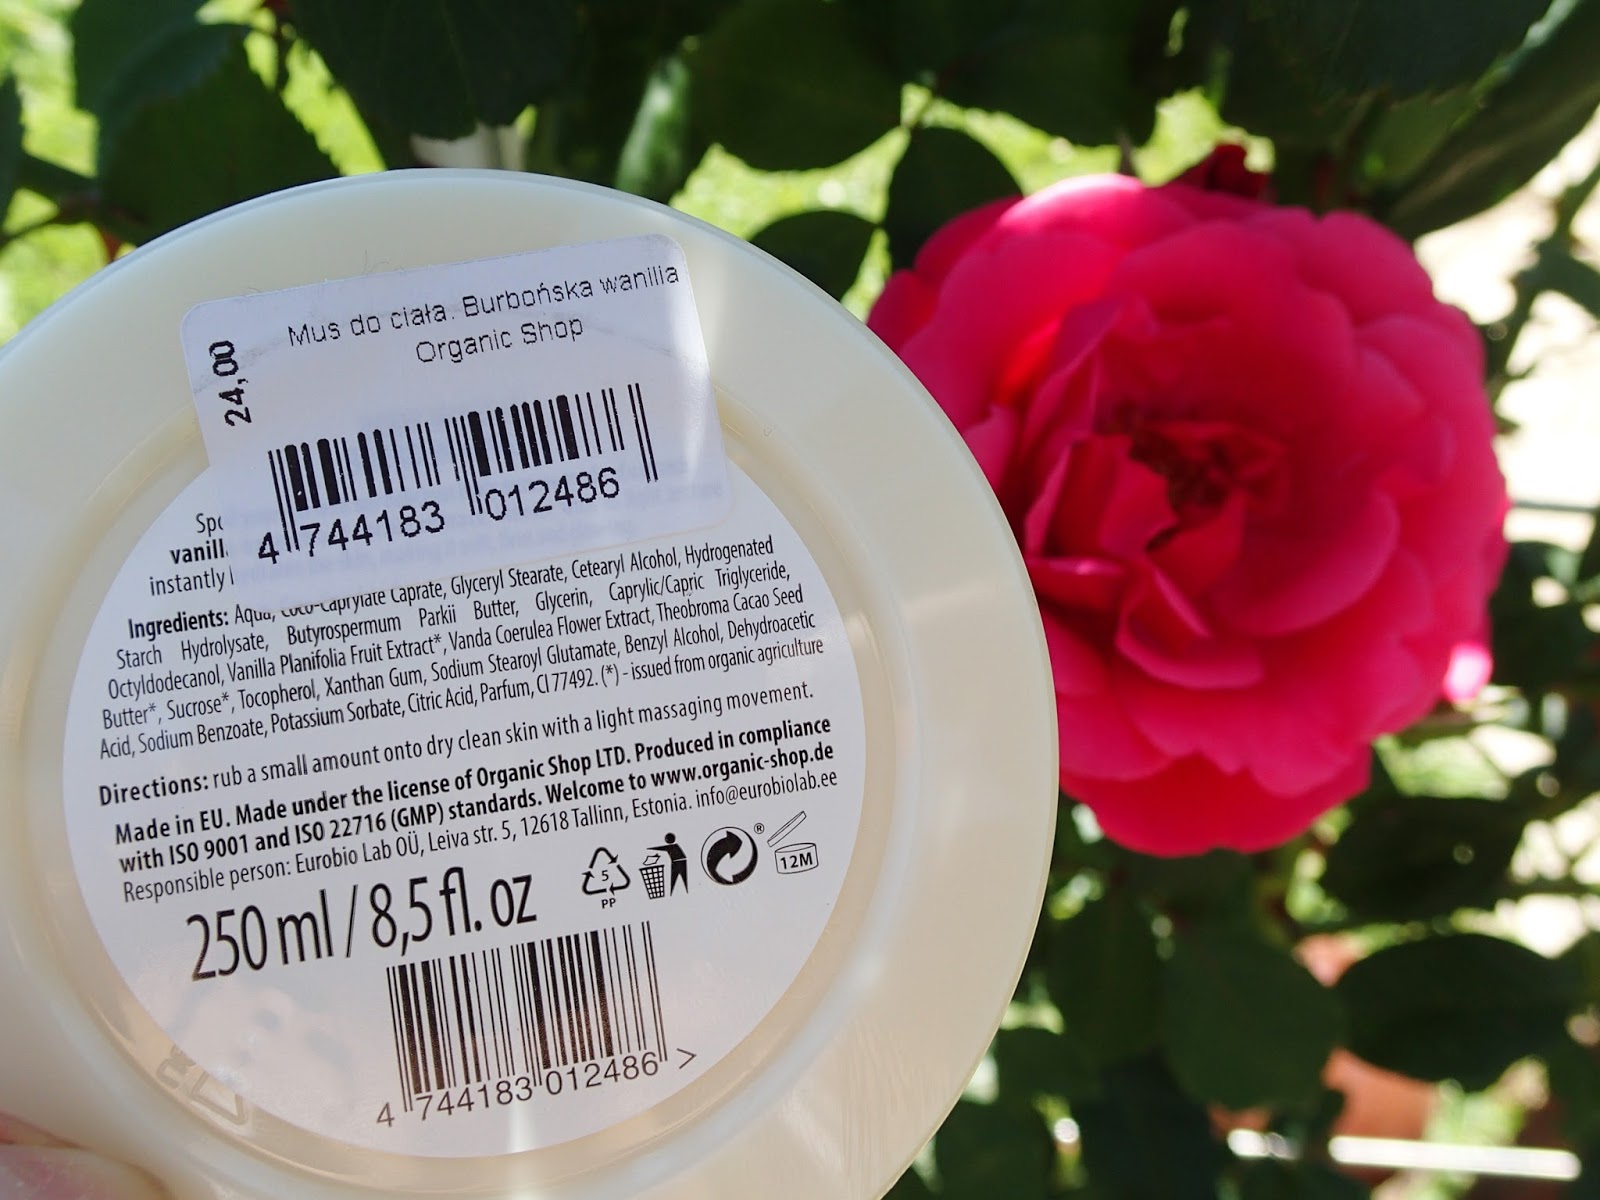 Mus do ciała. Burbońska wanilia
Organic Shop
24,00
4 744183 012486
vanill
instantly
Ingredients: Aqua, Coco-Caprylate Caprate, Glyceryl Stearate, Cetearyl Alcohol, Hydrogenated
Starch Hydrolysate, Butyrospermum Parkii Butter, Glycerin, Caprylic/Capric Triglyceride,
Octyldodecanol, Vanilla Planifolia Fruit Extract*, Vanda Coerulea Flower Extract, Theobroma Cacao Seed
Butter*, Sucrose*, Tocopherol, Xanthan Gum, Sodium Stearoyl Glutamate, Benzyl Alcohol, Dehydroacetic
Acid, Sodium Benzoate, Potassium Sorbate, Citric Acid, Parfum, CI 77492. (*) - issued from organic agriculture
Directions: rub a small amount onto dry clean skin with a light massaging movement.
Made in EU. Made under the license of Organic Shop LTD. Produced in compliance
with ISO 9001 and ISO 22716 (GMP) standards. Welcome to www.organic-shop.de
Responsible person: Eurobio Lab OÜ, Leiva str. 5, 12618 Tallinn, Estonia. info@eurobiolab.ee
250 ml / 8,5 fl. oz
5
PP
®
12M
4 744183 012486 >